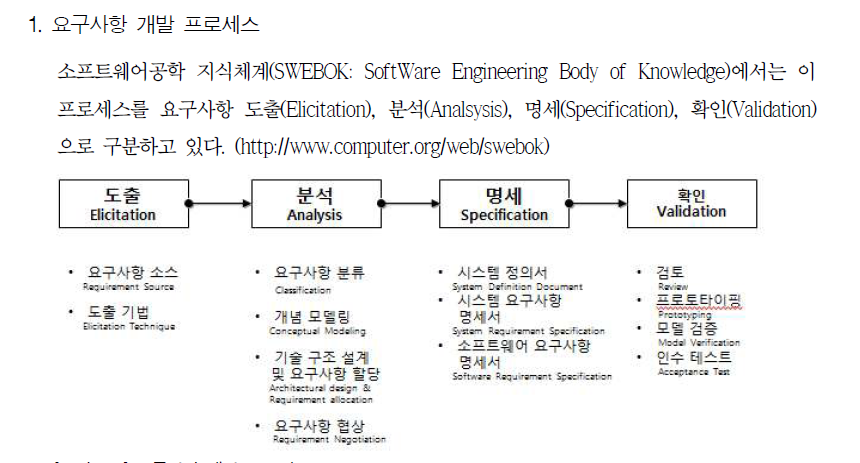 1. 요구사항 개발 프로세스
소프트웨어공학 지식체계(SWEBOK: SoftWare Engineering Body of Knowledge)에서는 이
프로세스를 요구사항 도출(Elicitation), 분석(Analsysis), 명세(Specification), 확인(Validation)
으로 구분하고 있다. (http://www.computer.org/web/swebok)
도출
Elicitation
분석
Analysis
명세
Specification
확인
Validation
• 요구사항 소스
Requirement Source
• 도출 기법
Elicitation Technique
• 요구사항 분류
Classification
• 개념 모델링
Conceptual Modeling
• 기술 구조 설계
및 요구사항 할당
Architectural design &
Requirement allocation
• 요구사항 협상
Requirement Negotiation
• 시스템 정의서
System Definition Document
• 시스템 요구사항
명세서
System Requirement Specification
• 소프트웨어 요구사항
명세서
Software Requirement Specification
• 검토
Review
• 프로토타이핑
Prototyping
• 모델 검증
Model Verification
• 인수 테스트
Acceptance Test